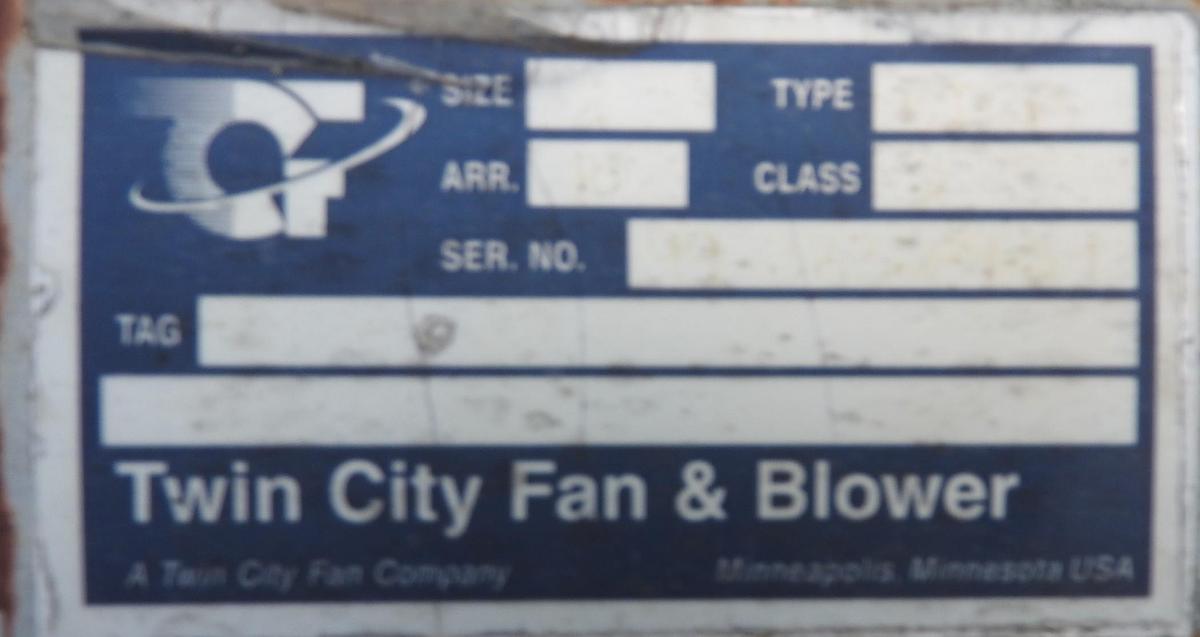 SIZE TYPE
ARR. CLASS
SER. NO.
TAG
Twin City Fan & Blower
A Twin City Fan Company Minneapolis, Minnesota USA